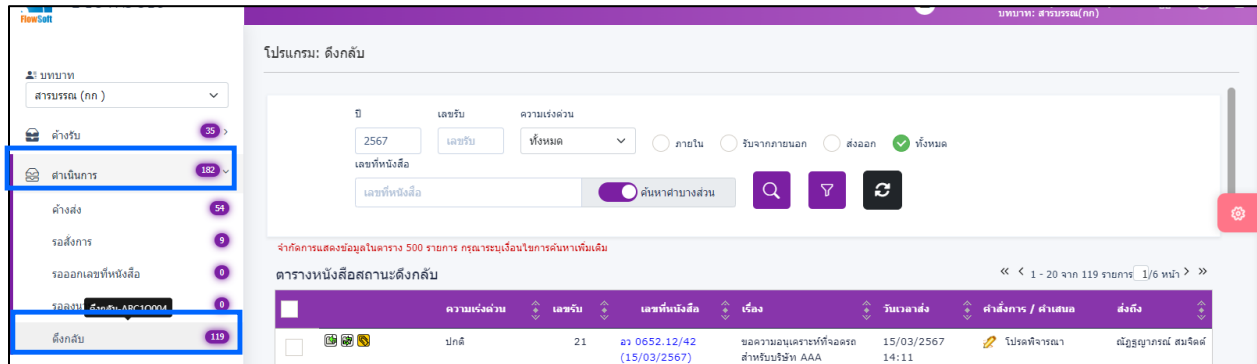 FlowSoft
บทบาท: สารบรรณ(กก)
โปรแกรม: ดึงกลับ
บทบาท
สารบรรณ (กก )
ค้างรับ 35
ดำเนินการ 182
ค้างส่ง 54
รอสั่งการ 9
รอออกเลขที่หนังสือ 0
0
ดึงกลับ-ABC1O004
ดึงกลับ 119
ปี เลขรับ ความเร่งด่วน
2567 เลขรับ ทั้งหมด ภายใน รับจากภายนอก ส่งออก ทั้งหมด
เลขที่หนังสือ
เลขที่หนังสือ ค้นหาคำบางส่วน
จำกัดการแสดงข้อมูลในตาราง 500 รายการ กรุณาระบุเงื่อนไขการค้นหาเพิ่มเติม
ตารางหนังสือสถานะดึงกลับ « < 1 - 20 จาก 119 รายการ 1/6 หน้า > »
ความเร่งด่วน เลขรับ เลขที่หนังสือ เรื่อง วันเวลาส่ง คำสั่งการ / คำเสนอ ส่งถึง
ปกติ 21 อว 0652.12/42 ขอความอนุเคราะห์ที่จอดรถ 15/03/2567 โปรดพิจารณา ณัฏฐญาภรณ์ สมจิตต์
(15/03/2567) สำหรับบริษัท AAA 14:11